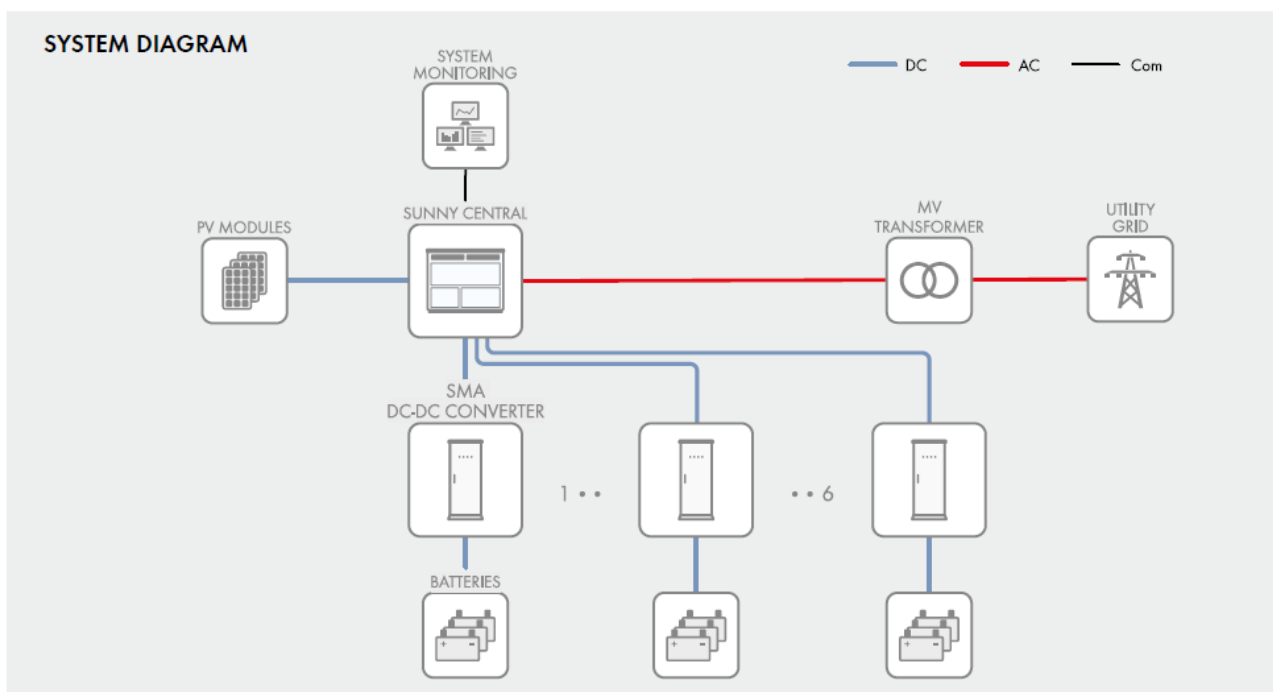 SYSTEM DIAGRAM
SYSTEM
MONITORING
DC
AC
Com
PV MODULES
SUNNY CENTRAL
MV
TRANSFORMER
UTILITY
GRID
SMA
DC-DC CONVERTER
1 • •
• • 6
BATTERIES